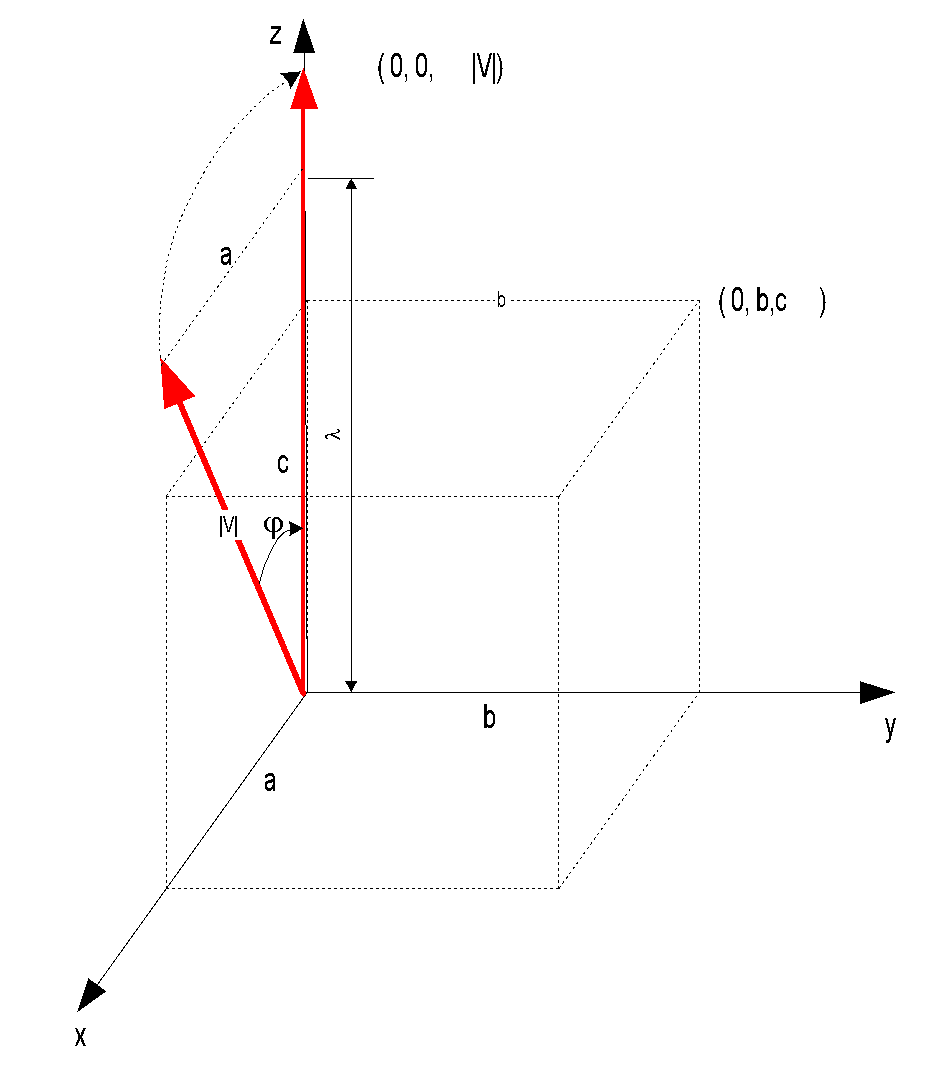 z
( 0, 0, |V|)
a
b
( 0, b,c )
λ
c
|V|
φ
b
y
a
x